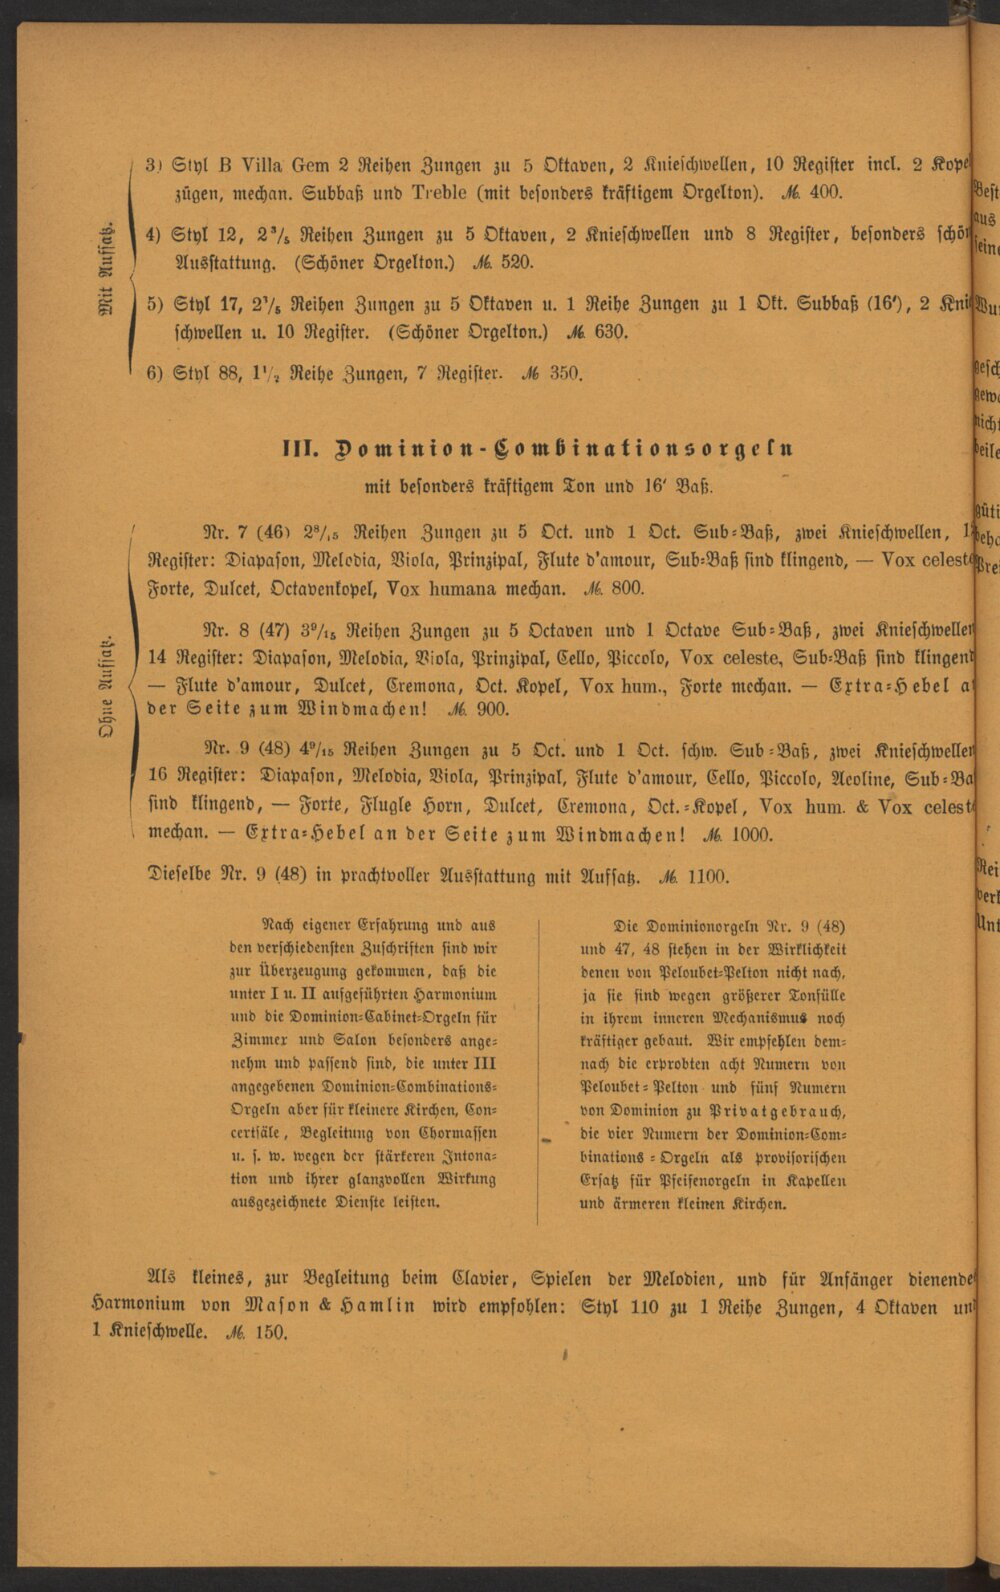 Mit Aufsatz.
3) Styl B Villa Gem 2 Reihen Zungen zu 5 Oktaven, 2 Knieschwellen, 10 Register incl. 2 Kopel
zügen, mechan. Subbaß und Treble (mit besonders kräftigem Orgelton). M. 400.
4) Styl 12, 2³/₅ Reihen Zungen zu 5 Oktaven, 2 Knieschwellen und 8 Register, besonders schön
Ausstattung. (Schöner Orgelton.) M. 520.
5) Styl 17, 2¹/₅ Reihen Zungen zu 5 Oktaven u. 1 Reihe Zungen zu 1 Okt. Subbaß (16′), 2 Knie
schwellen u. 10 Register. (Schöner Orgelton.) M. 630.
6) Styl 88, 1¹/₂ Reihe Zungen, 7 Register. M 350.
III. Dominion-Combinationsorgeln
mit besonders kräftigem Ton und 16′ Baß.
Ohne Aufsatz.
Nr. 7 (46) 2⁸/₁₅ Reihen Zungen zu 5 Oct. und 1 Oct. Sub-Baß, zwei Knieschwellen,
Register: Diapason, Melodia, Viola, Prinzipal, Flute d'amour, Sub-Baß sind klingend, — Vox celest
Forte, Dulcet, Octavenkopel, Vox humana mechan. M. 800.
Nr. 8 (47) 3⁹/₁₅ Reihen Zungen zu 5 Octaven und 1 Octave Sub-Baß, zwei Knieschwellen
14 Register: Diapason, Melodia, Viola, Prinzipal, Cello, Piccolo, Vox celeste, Sub-Baß sind klingend
— Flute d'amour, Dulcet, Cremona, Oct. Kopel, Vox hum., Forte mechan. — Extra-Hebel a
der Seite zum Windmachen! M. 900.
Nr. 9 (48) 4⁹/₁₅ Reihen Zungen zu 5 Oct. und 1 Oct. schw. Sub-Baß, zwei Knieschwellen
16 Register: Diapason, Melodia, Viola, Prinzipal, Flute d'amour, Cello, Piccolo, Aeoline, Sub-Ba
sind klingend, — Forte, Flugle Horn, Dulcet, Cremona, Oct.-Kopel, Vox hum. & Vox celest
mechan. — Extra-Hebel an der Seite zum Windmachen! M. 1000.
Dieselbe Nr. 9 (48) in prachtvoller Ausstattung mit Aufsatz. M. 1100.
Nach eigener Erfahrung und aus
den verschiedensten Zuschriften sind wir
zur Überzeugung gekommen, daß die
unter I u. II aufgeführten Harmonium
und die Dominion-Cabinet-Orgeln für
Zimmer und Salon besonders ange-
nehm und passend sind, die unter III
angegebenen Dominion-Combinations-
Orgeln aber für kleinere Kirchen, Con-
certsäle, Begleitung von Chormassen
u. s. w. wegen der stärkeren Intona-
tion und ihrer glanzvollen Wirkung
ausgezeichnete Dienste leisten.
Die Dominionorgeln Nr. 9 (48)
und 47, 48 stehen in der Wirklichkeit
denen von Peloubet-Pelton nicht nach,
ja sie sind wegen größerer Tonfülle
in ihrem inneren Mechanismus noch
kräftiger gebaut. Wir empfehlen dem-
nach die erprobten acht Numern von
Peloubet-Pelton und fünf Numern
von Dominion zu Privatgebrauch,
die vier Numern der Dominion-Com-
binations-Orgeln als provisorischen
Ersatz für Pfeifenorgeln in Kapellen
und ärmeren kleinen Kirchen.
Als kleines, zur Begleitung beim Clavier, Spielen der Melodien, und für Anfänger dienende
Harmonium von Mason & Hamlin wird empfohlen: Styl 110 zu 1 Reihe Zungen, 4 Oktaven und
1 Knieschwelle. M. 150.